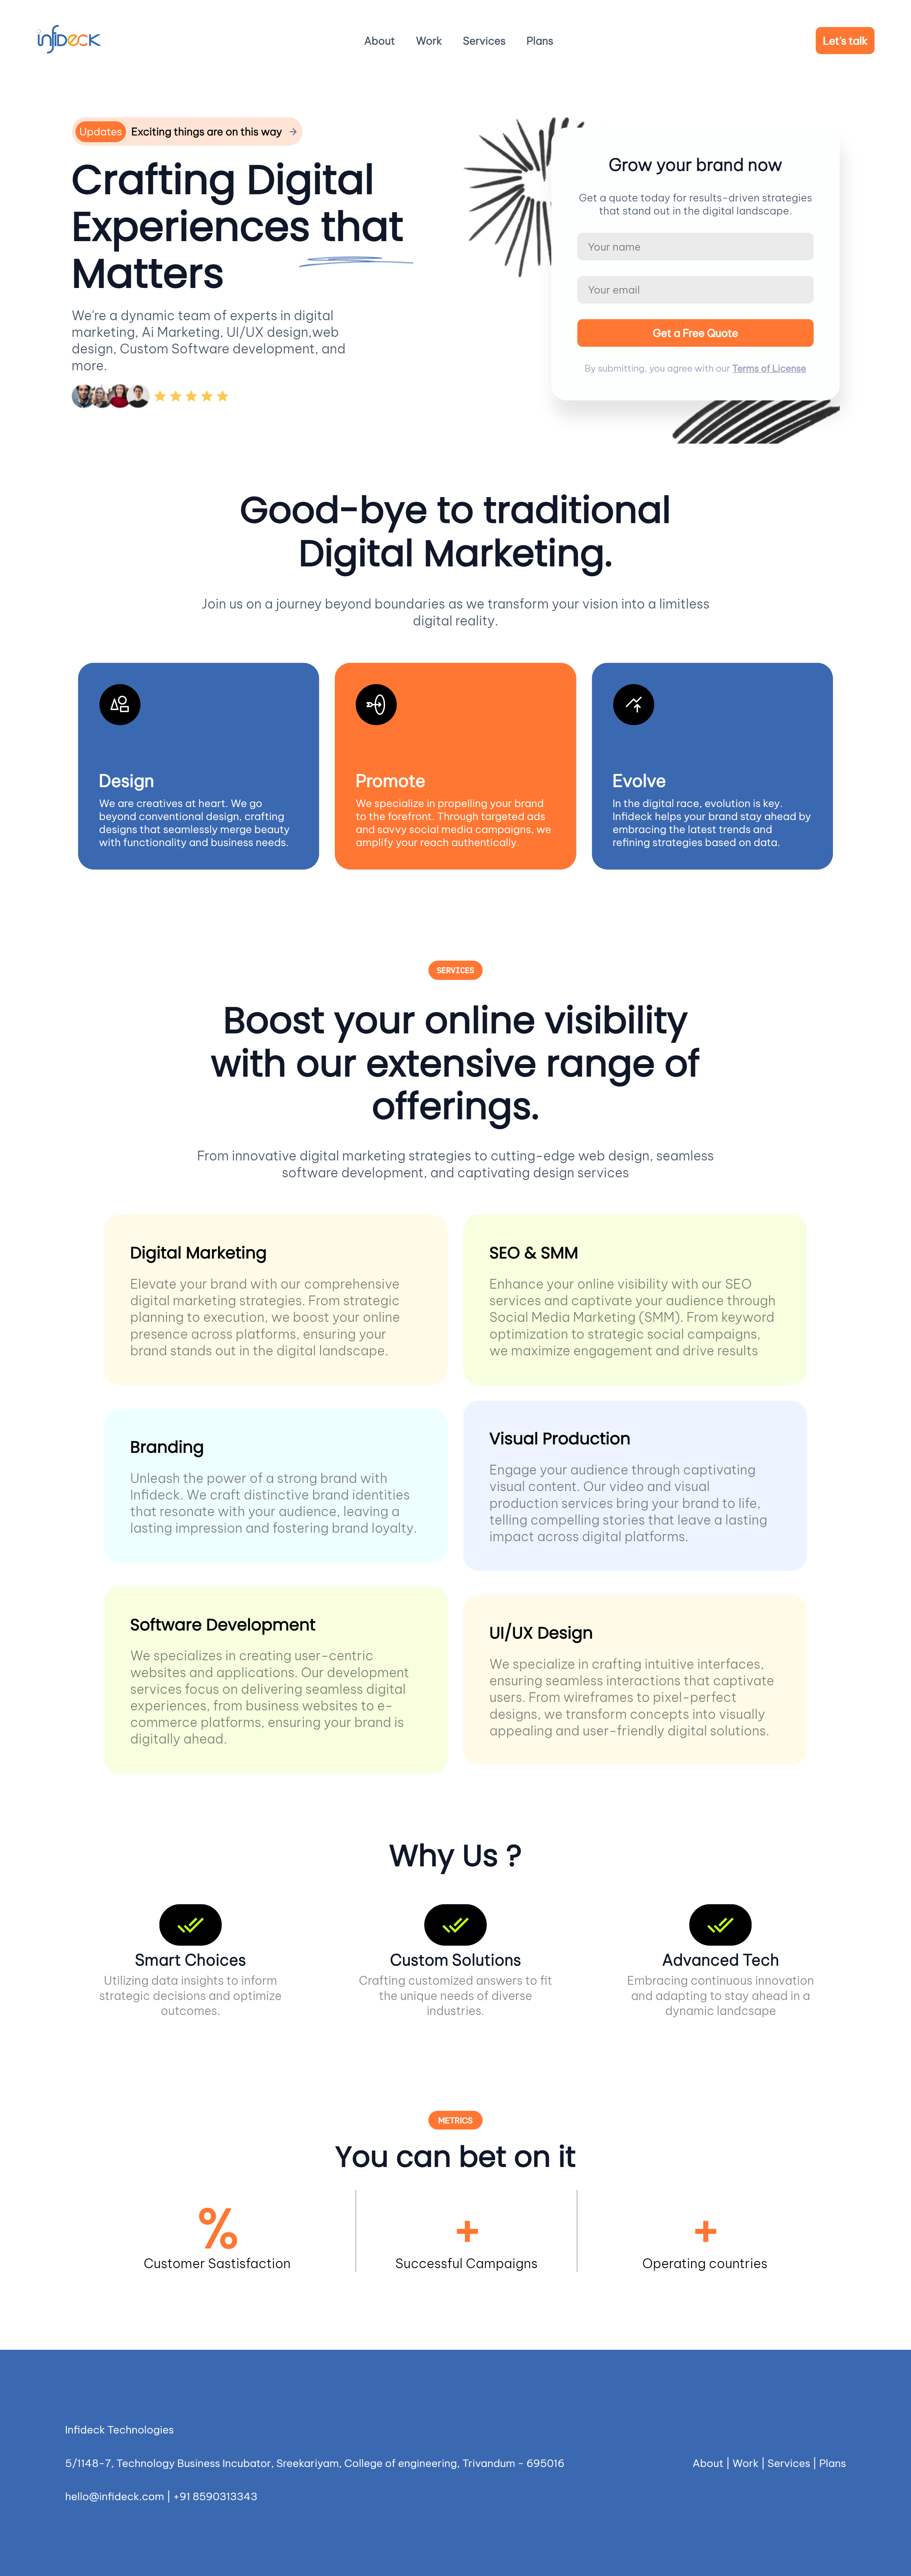 infiDECK
About Work Services Plans
Let's talk
Updates Exciting things are on this way →
Crafting Digital
Experiences that
Matters
We're a dynamic team of experts in digital
marketing, Ai Marketing, UI/UX design,web
design, Custom Software development, and
more.
Grow your brand now
Get a quote today for results-driven strategies
that stand out in the digital landscape.
Your name
Your email
Get a Free Quote
By submitting, you agree with our Terms of License
Good-bye to traditional
Digital Marketing.
Join us on a journey beyond boundaries as we transform your vision into a limitless
digital reality.
Design
We are creatives at heart. We go
beyond conventional design, crafting
designs that seamlessly merge beauty
with functionality and business needs.
Promote
We specialize in propelling your brand
to the forefront. Through targeted ads
and savvy social media campaigns, we
amplify your reach authentically.
Evolve
In the digital race, evolution is key.
Infideck helps your brand stay ahead by
embracing the latest trends and
refining strategies based on data.
SERVICES
Boost your online visibility
with our extensive range of
offerings.
From innovative digital marketing strategies to cutting-edge web design, seamless
software development, and captivating design services
Digital Marketing
Elevate your brand with our comprehensive
digital marketing strategies. From strategic
planning to execution, we boost your online
presence across platforms, ensuring your
brand stands out in the digital landscape.
SEO & SMM
Enhance your online visibility with our SEO
services and captivate your audience through
Social Media Marketing (SMM). From keyword
optimization to strategic social campaigns,
we maximize engagement and drive results
Branding
Unleash the power of a strong brand with
Infideck. We craft distinctive brand identities
that resonate with your audience, leaving a
lasting impression and fostering brand loyalty.
Visual Production
Engage your audience through captivating
visual content. Our video and visual
production services bring your brand to life,
telling compelling stories that leave a lasting
impact across digital platforms.
Software Development
We specializes in creating user-centric
websites and applications. Our development
services focus on delivering seamless digital
experiences, from business websites to e-
commerce platforms, ensuring your brand is
digitally ahead.
UI/UX Design
We specialize in crafting intuitive interfaces,
ensuring seamless interactions that captivate
users. From wireframes to pixel-perfect
designs, we transform concepts into visually
appealing and user-friendly digital solutions.
Why Us ?
Smart Choices
Utilizing data insights to inform
strategic decisions and optimize
outcomes.
Custom Solutions
Crafting customized answers to fit
the unique needs of diverse
industries.
Advanced Tech
Embracing continuous innovation
and adapting to stay ahead in a
dynamic landcsape
METRICS
You can bet on it
%
Customer Sastisfaction
+
Successful Campaigns
+
Operating countries
Infideck Technologies
5/1148-7, Technology Business Incubator, Sreekariyam, College of engineering, Trivandum - 695016
About | Work | Services | Plans
hello@infideck.com | +91 8590313343